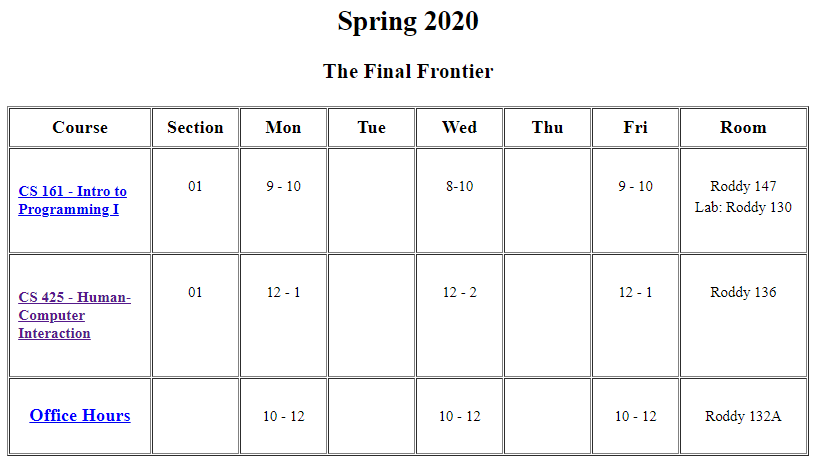 Spring 2020
The Final Frontier
Course Section Mon Tue Wed Thu Fri Room
CS 161 - Intro to
Programming I
01 9 - 10 8-10 9 - 10 Roddy 147
Lab: Roddy 130
CS 425 - Human-
Computer
Interaction
01 12 - 1 12 - 2 12 - 1 Roddy 136
Office Hours 10 - 12 10 - 12 10 - 12 Roddy 132A